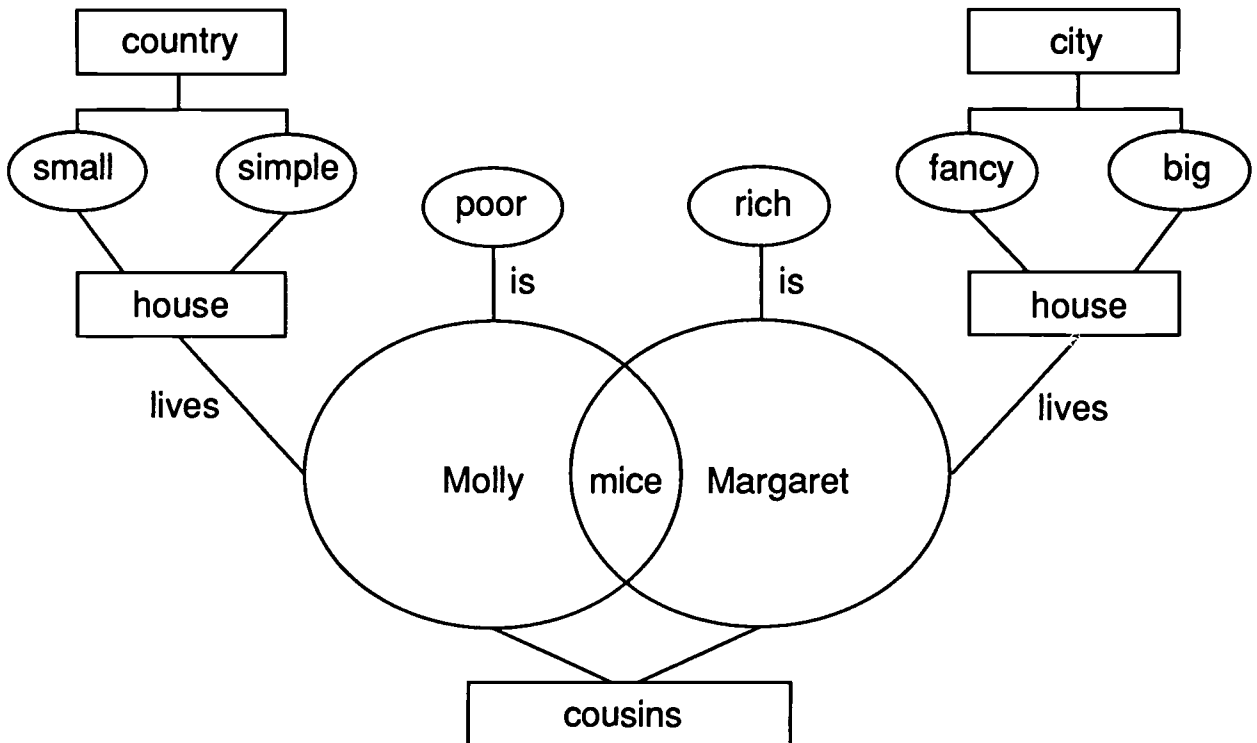 country
city
small
simple
fancy
big
poor
rich
is
is
house
house
lives
lives
Molly
mice
Margaret
cousins